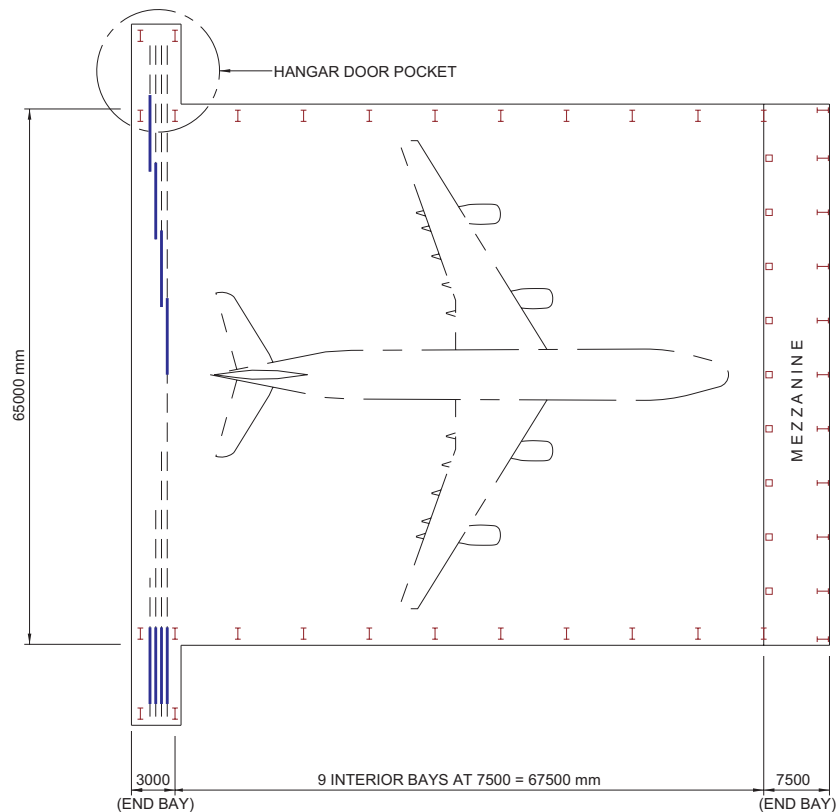 HANGAR DOOR POCKET
65000 mm
MEZZANINE
3000
9 INTERIOR BAYS AT 7500 = 67500 mm
7500
(END BAY)
(END BAY)